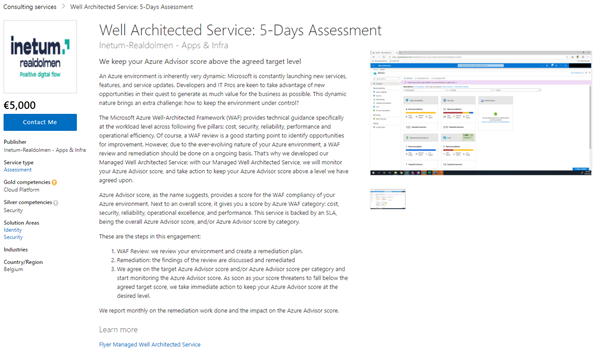 Consulting services > Well Architected Service: 5-Days Assessment
inetum.
realdolmen
Positive digital flow
€5,000
Contact Me
Publisher
Inetum-Realdolmen - Apps & Infra
Service type
Assessment
Gold competencies
Cloud Platform
Silver competencies
Security
Solution Areas
Identity
Security
Industries
Country/Region
Belgium
Well Architected Service: 5-Days Assessment
Inetum-Realdolmen - Apps & Infra
We keep your Azure Advisor score above the agreed target level
An Azure environment is inherently very dynamic: Microsoft is constantly launching new services,
features, and service updates. Developers and IT Pros are keen to take advantage of new
opportunities in their quest to generate as much value for the business as possible. This dynamic
nature brings an extra challenge: how to keep the environment under control?
The Microsoft Azure Well-Architected Framework (WAF) provides technical guidance specifically
at the workload level across following five pillars: cost, security, reliability, performance and
operational efficiency. Of course, a WAF review is a good starting point to identify opportunities
for improvement. However, due to the ever-evolving nature of your Azure environment, a WAF
review and remediation should be done on a ongoing basis. That's why we developed our
Managed Well Architected Service: with our Managed Well Architected Service, we will monitor
your Azure Advisor score, and take action to keep your Azure Advisor score above a level we have
agreed upon.
Azure Advisor score, as the name suggests, provides a score for the WAF compliancy of your
Azure environment. Next to an overall score, it gives you a score by Azure WAF category: cost,
security, reliability, operational excellence, and performance. This service is backed by an SLA,
being the overall Azure Advisor score, and/or Azure Advisor score by category.
These are the steps in this engagement:
1. WAF Review: we review your environment and create a remediation plan.
2. Remediation: the findings of the review are discussed and remediated
3. We agree on the target Azure Advisor score and/or Azure Advisor score per category and
start monitoring the Azure Advisor score. As soon as your score threatens to fall below the
agreed target score, we take immediate action to keep your Azure Advisor score at the
desired level.
We report monthly on the remediation work done and the impact on the Azure Advisor score.
Learn more
Flyer Managed Well Architected Service